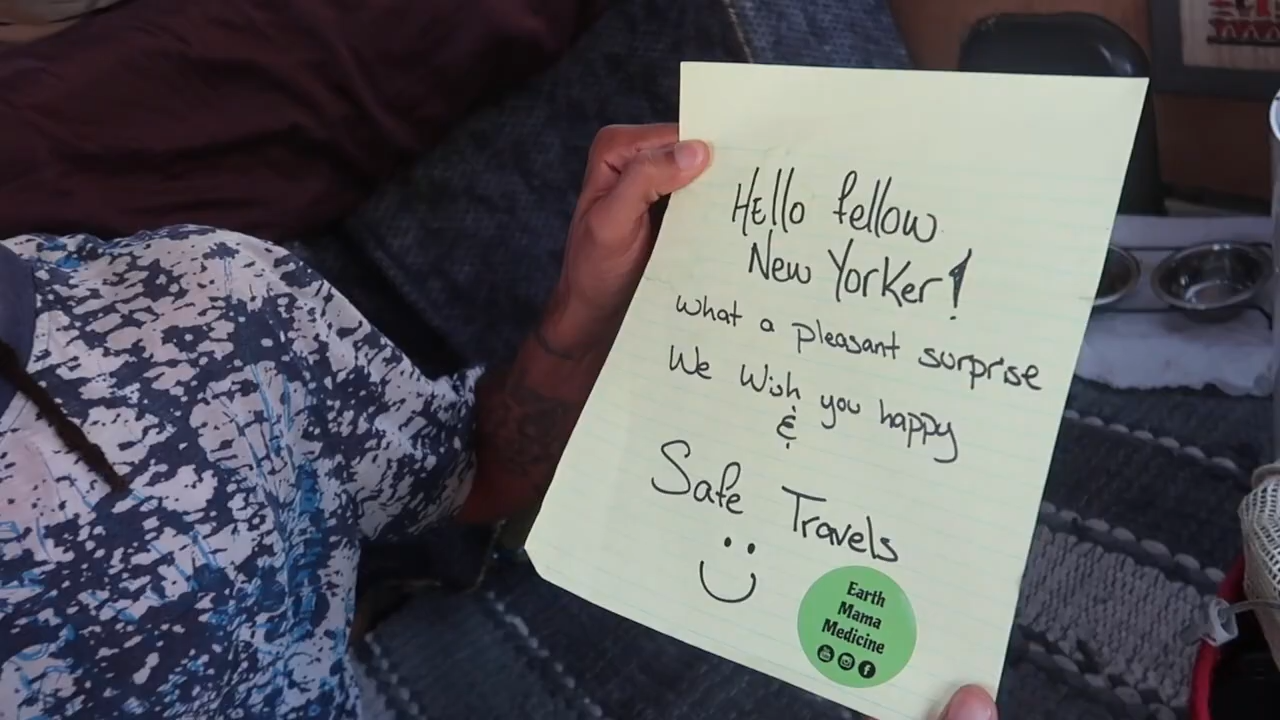 Hello fellow
New Yorker!
what a pleasant surprise
We Wish you happy
&
Safe Travels
Earth
Mama
Medicine